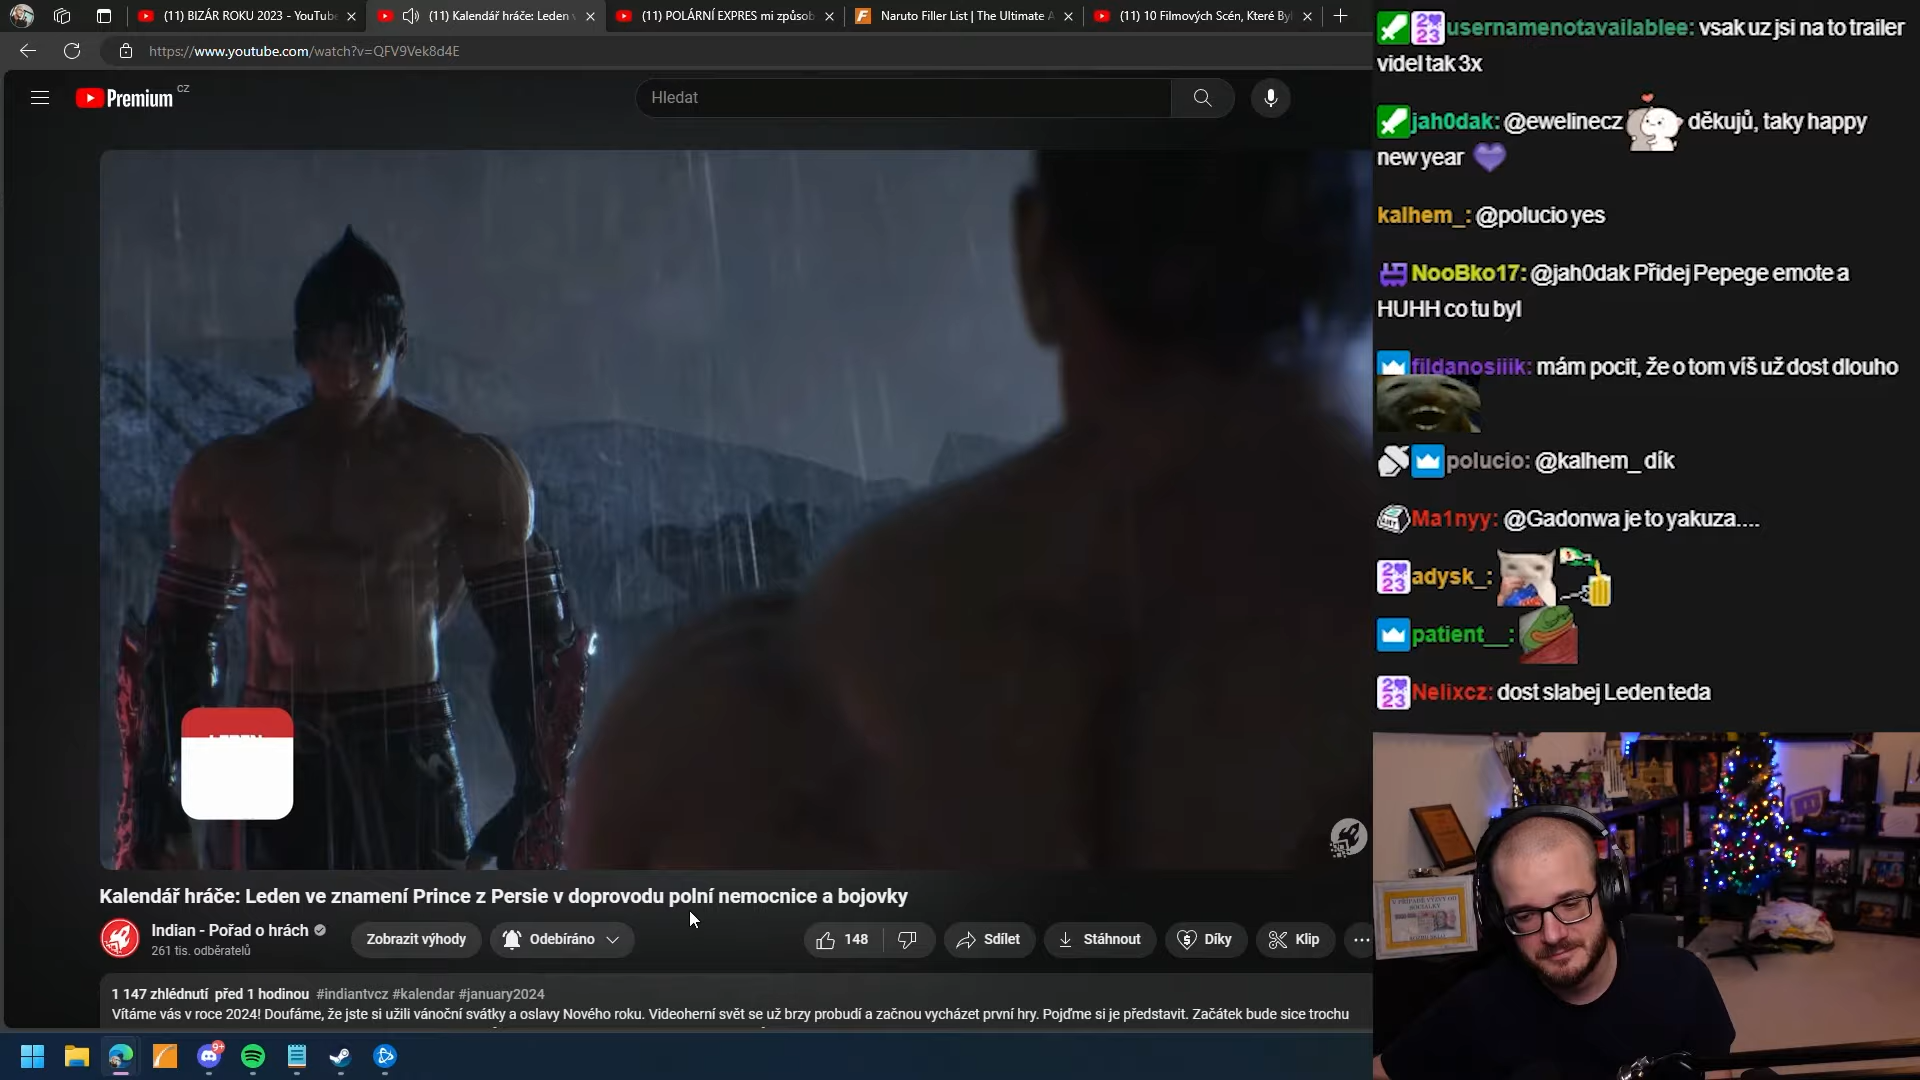 (11) BIZÁR ROKU 2023 - YouTube
(11) Kalendář hráče: Leden v
(11) POLÁRNÍ EXPRES mi způsob
Naruto Filler List | The Ultimate A
(11) 10 Filmových Scén, Které By
https://www.youtube.com/watch?v=QFV9Vek8d4E
Premium CZ
Hledat
LEDEN
Kalendář hráče: Leden ve znamení Prince z Persie v doprovodu polní nemocnice a bojovky
Indian - Pořad o hrách
261 tis. odběratelů
Zobrazit výhody
Odebíráno
148
Sdílet
Stáhnout
Díky
Klip
1 147 zhlédnutí před 1 hodinou #indiantvcz #kalendar #january2024
Vítáme vás v roce 2024! Doufáme, že jste si užili vánoční svátky a oslavy Nového roku. Videoherní svět se už brzy probudí a začnou vycházet první hry. Pojďme si je představit. Začátek bude sice trochu
9+
usernamenotavailablee: vsak uz jsi na to trailer
videl tak 3x
jah0dak: @ewelinecz děkujů, taky happy
new year
kalhem_: @polucio yes
NooBko17: @jah0dak Přidej Pepege emote a
HUHH co tu byl
fildanosiiik: mám pocit, že o tom víš už dost dlouho
polucio: @kalhem_ dík
Ma1nyy: @Gadonwa je to yakuza....
2023 adysk_:
patient__:
2023 Nelixcz: dost slabej Leden teda
V PŘÍPADĚ VÝZVY OD